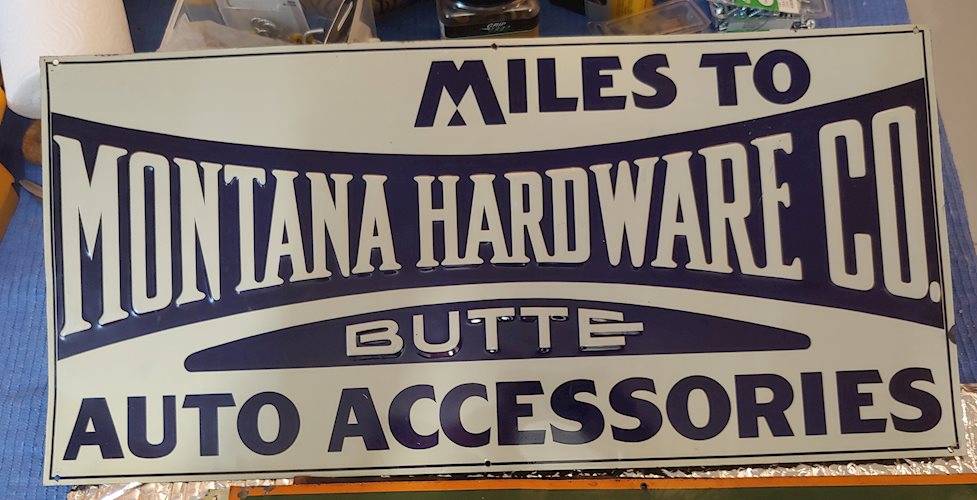 MILES TO
MONTANA HARDWARE CO.
BUTTE
AUTO ACCESSORIES